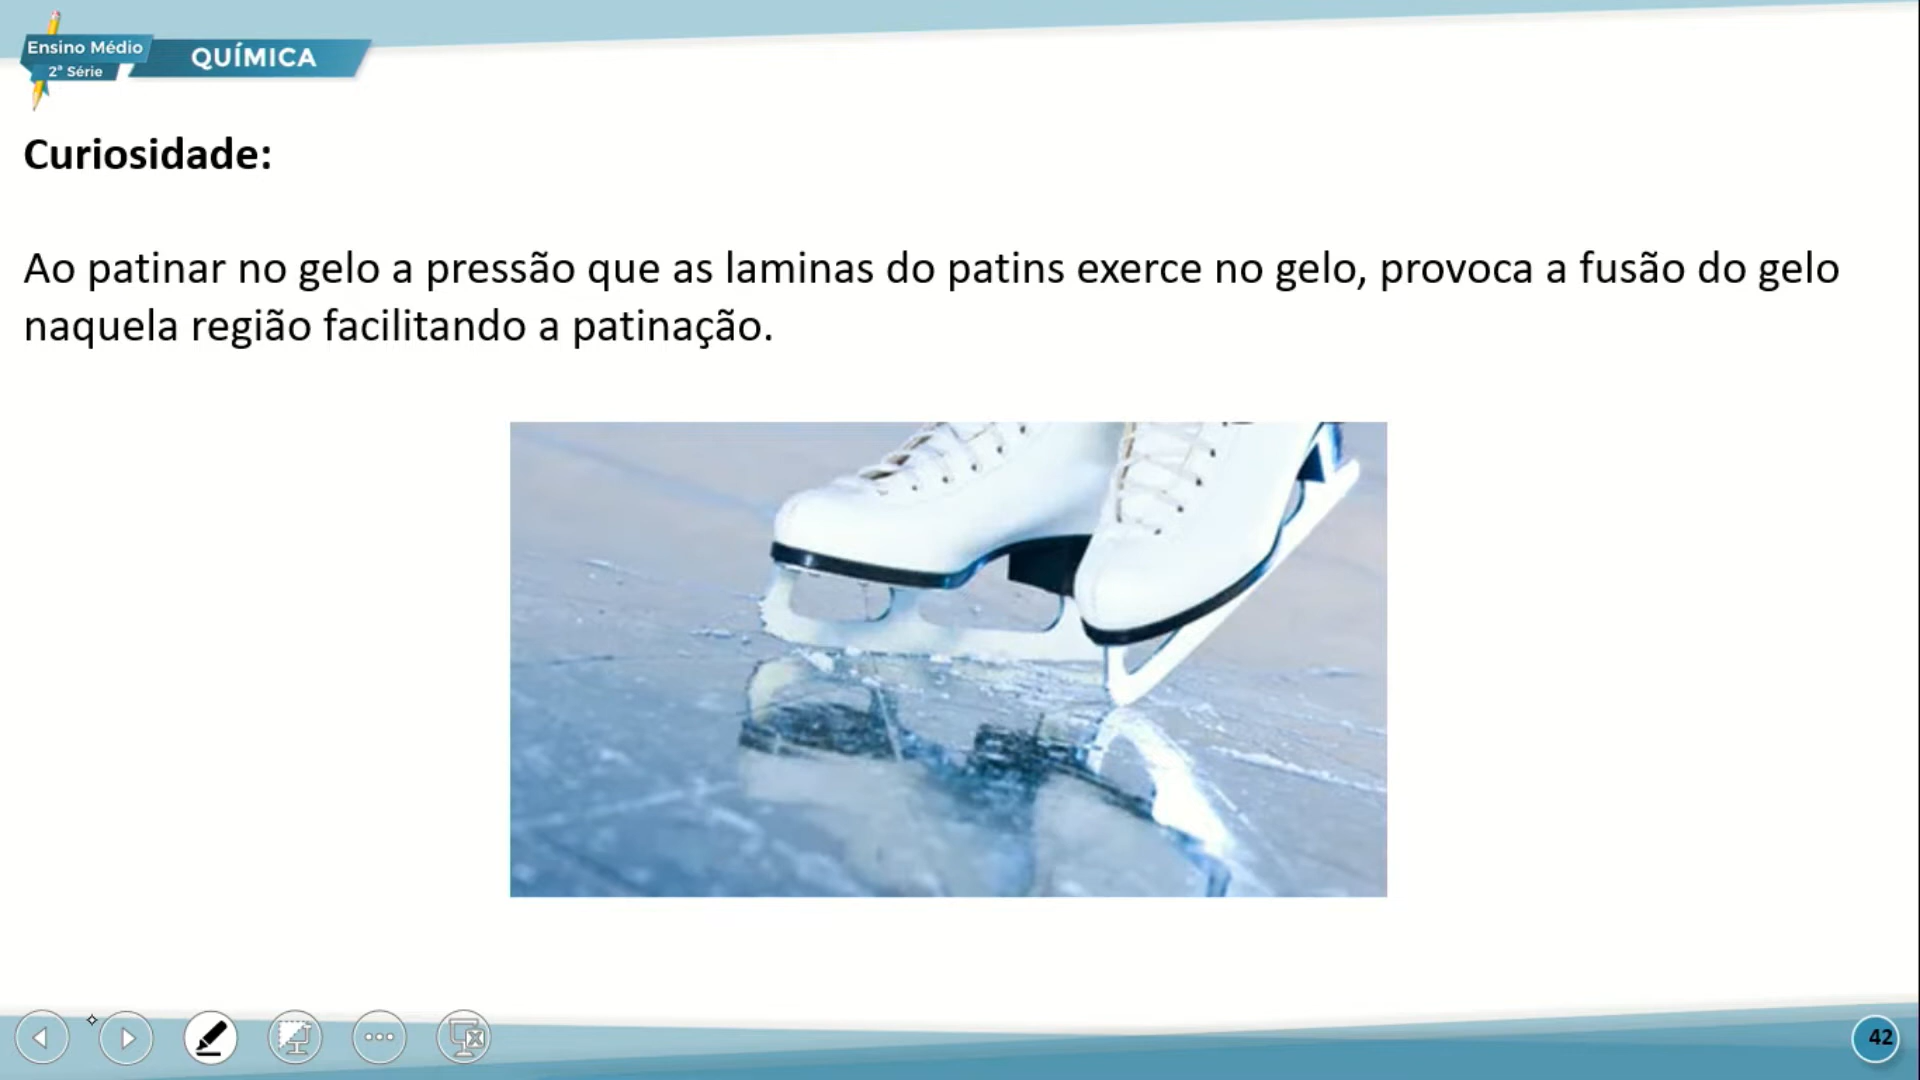 Ensino Médio
2ª Série
QUÍMICA
Curiosidade:
Ao patinar no gelo a pressão que as laminas do patins exerce no gelo, provoca a fusão do gelo
naquela região facilitando a patinação.
42